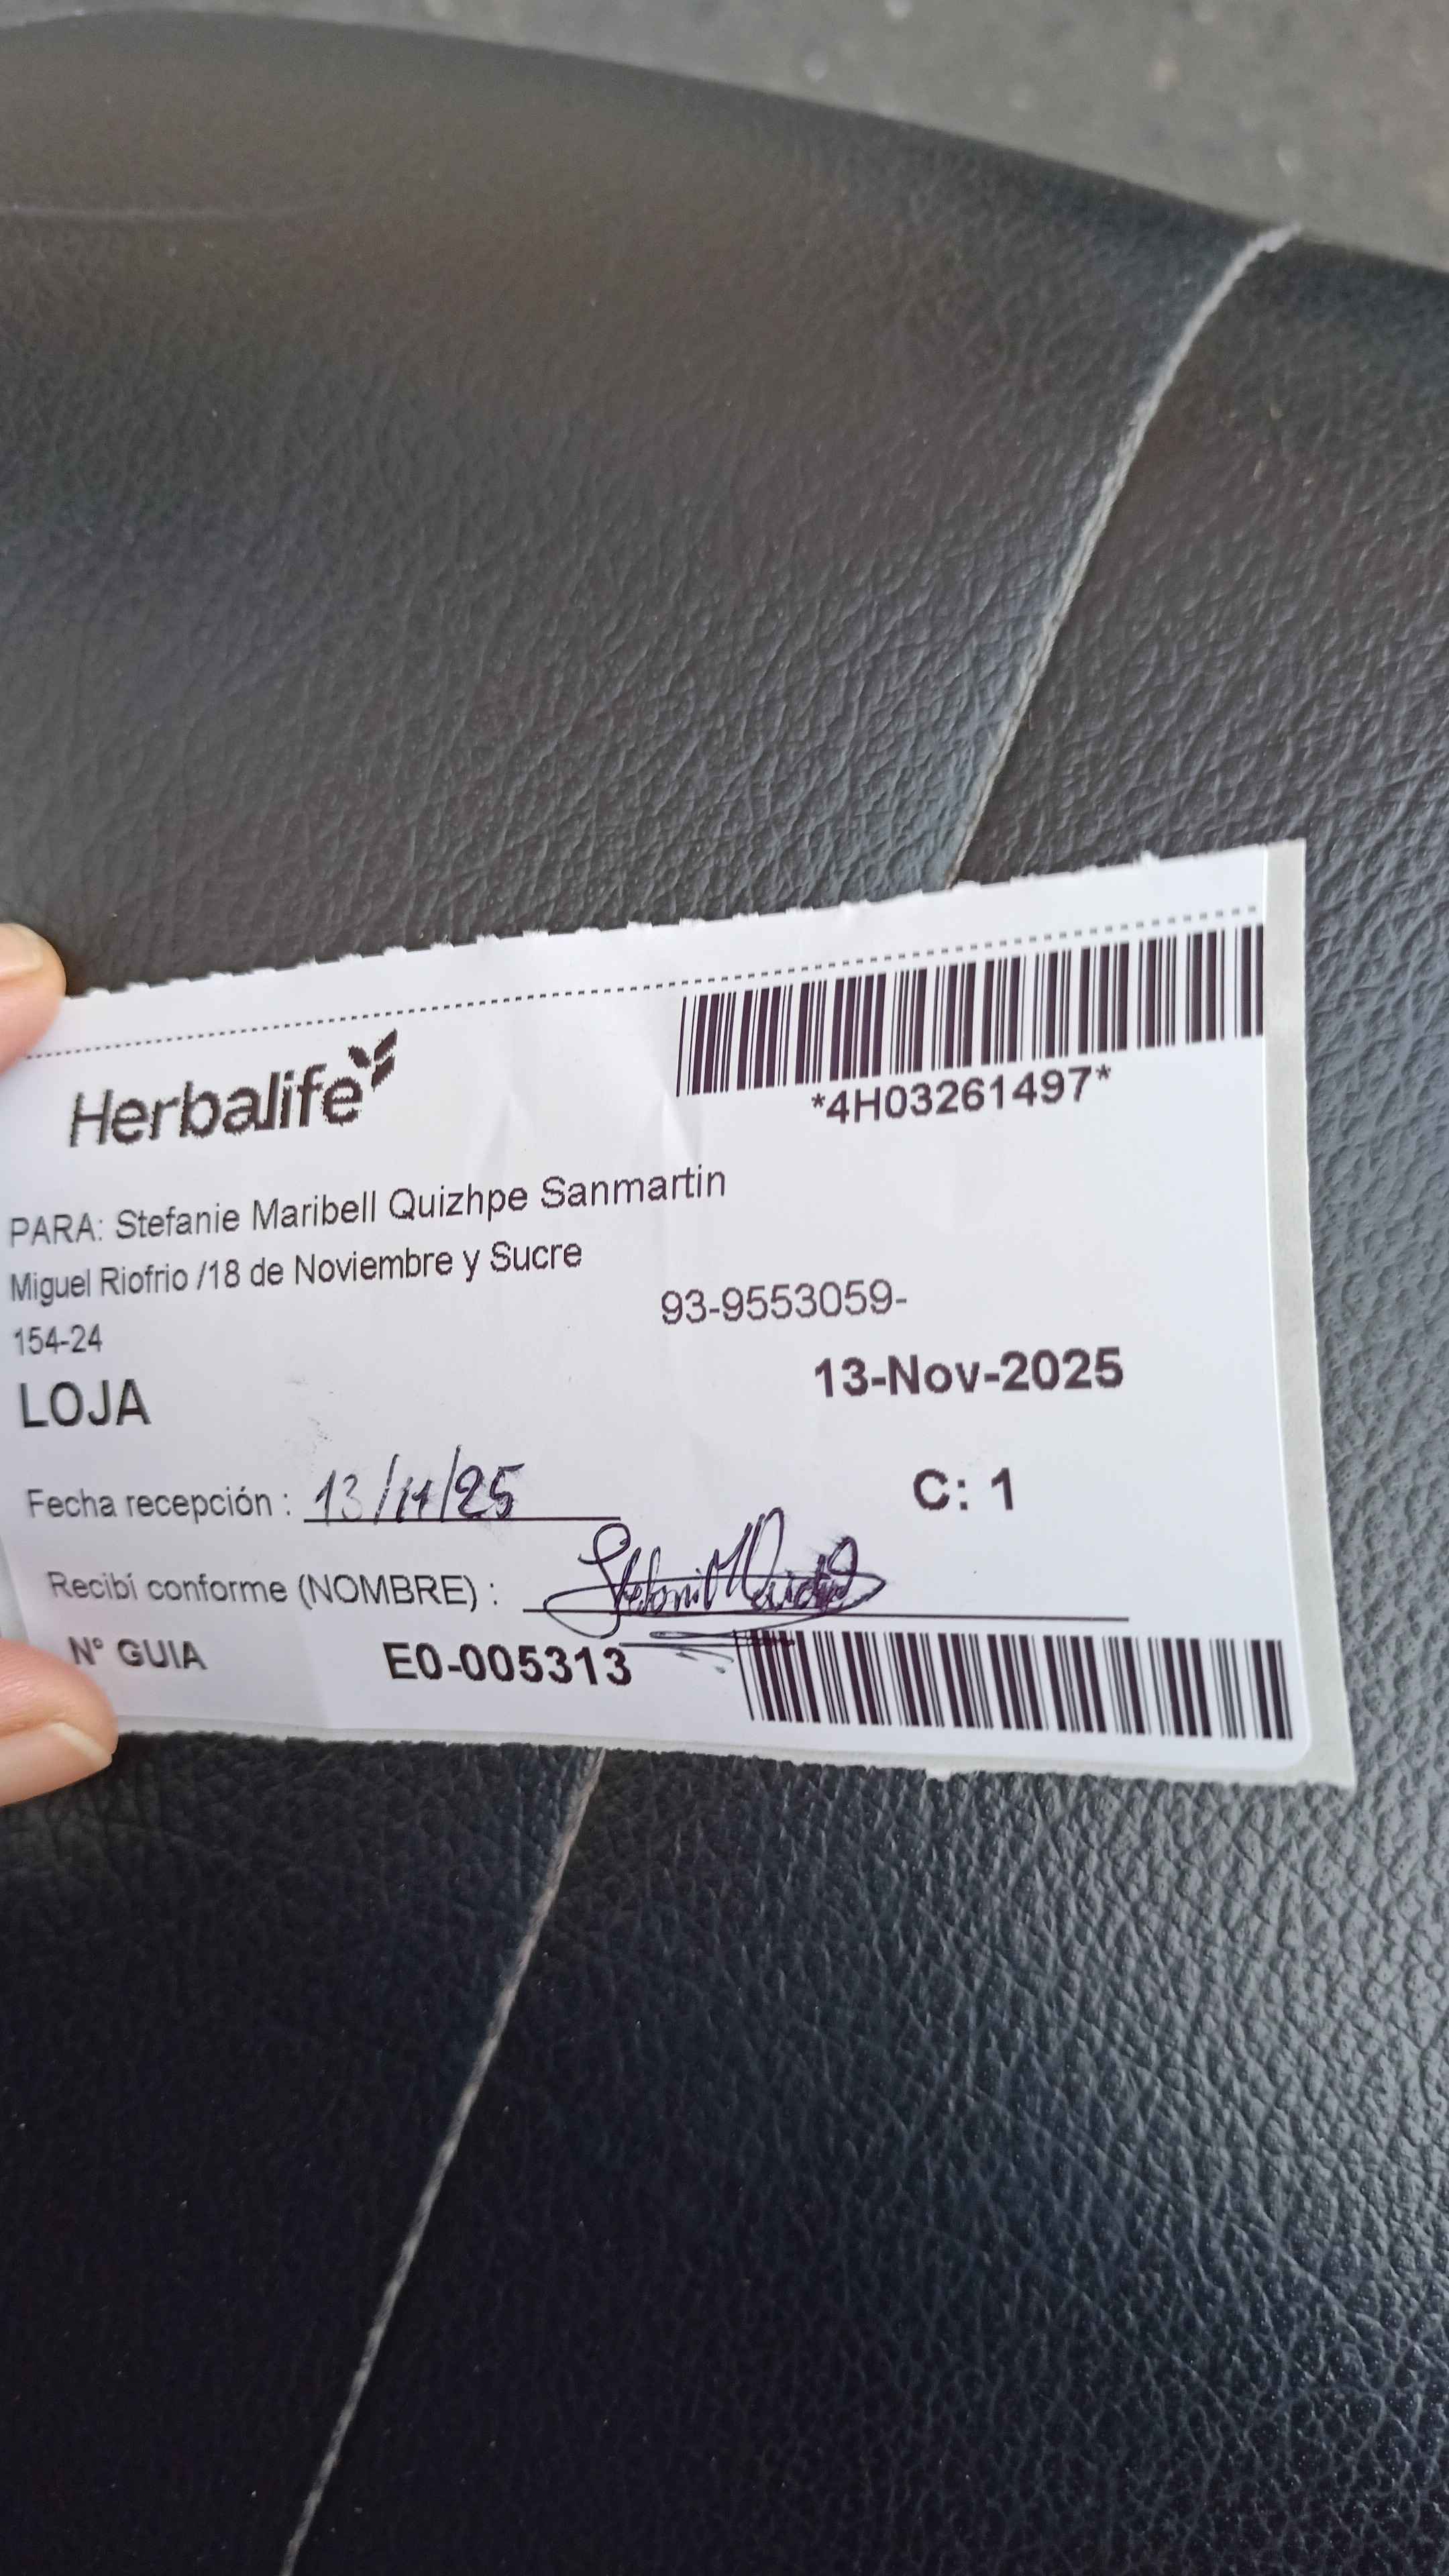 Herbalife
*4H03261497*
PARA: Stefanie Maribell Quizhpe Sanmartin
Miguel Riofrio /18 de Noviembre y Sucre
93-9553059-
154-24
13-Nov-2025
LOJA
C: 1
Fecha recepción : 13/11/25
Recibí conforme (NOMBRE) :
N° GUIA E0-005313